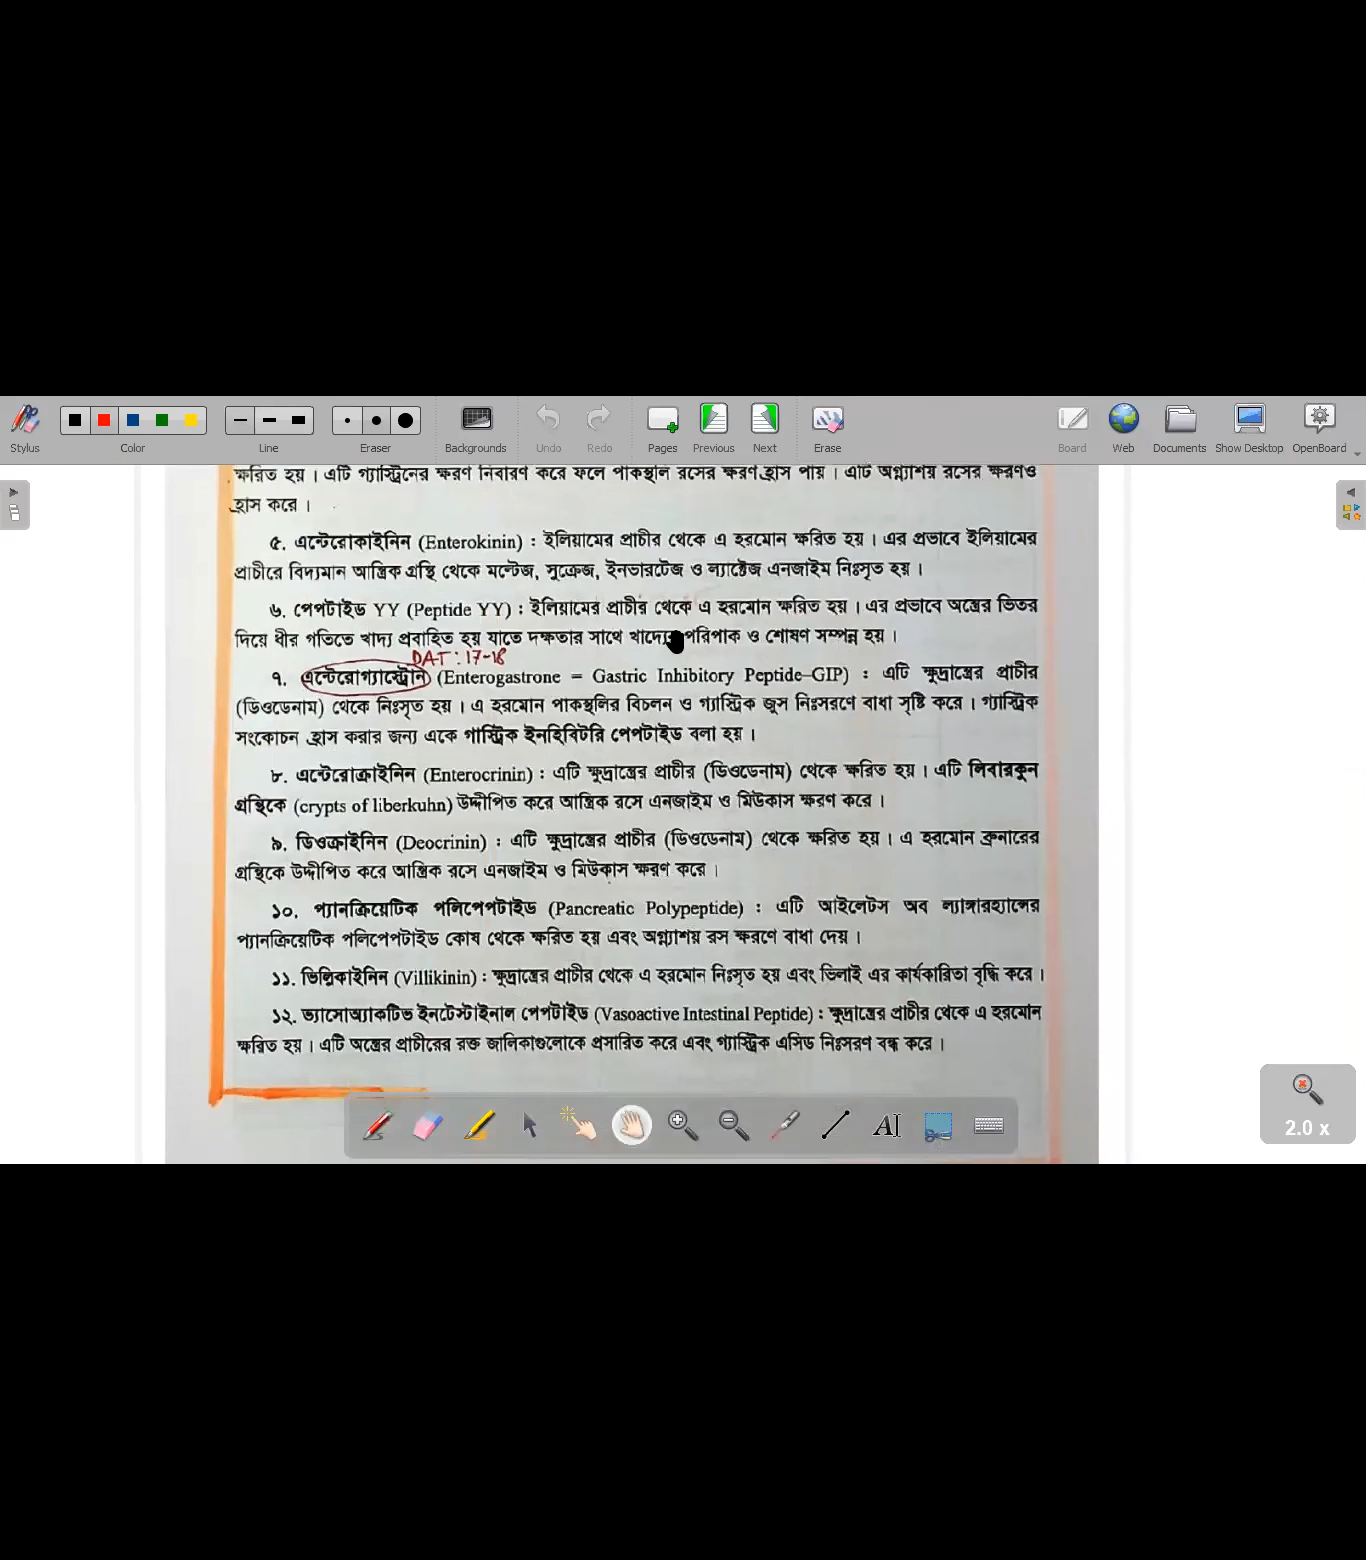 Stylus
Color
Line
Eraser
Backgrounds
Undo
Redo
Pages
Previous
Next
Erase
Board
Web
Documents
Show Desktop
OpenBoard
ক্ষরিত হয়। এটি গ্যাস্ট্রিনের ক্ষরণ নিবারণ করে ফলে পাকস্থলি রসের ক্ষরণ হ্রাস পায়। এটি অগ্ন্যাশয় রসের ক্ষরণও
হ্রাস করে।
৫. এন্টেরোকাইনিন (Enterokinin) : ইলিয়ামের প্রাচীর থেকে এ হরমোন ক্ষরিত হয়। এর প্রভাবে ইলিয়ামের
প্রাচীরে বিদ্যমান আন্ত্রিক গ্রন্থি থেকে মল্টেজ, সুক্রেজ, ইনভারটেজ ও ল্যাক্টেজ এনজাইম নিঃসৃত হয়।
৬. পেপটাইড YY (Peptide YY) : ইলিয়ামের প্রাচীর থেকে এ হরমোন ক্ষরিত হয়। এর প্রভাবে অন্ত্রের ভিতর
দিয়ে ধীর গতিতে খাদ্য প্রবাহিত হয় যাতে দক্ষতার সাথে খাদ্যের পরিপাক ও শোষণ সম্পন্ন হয়।
DAT : 17-18
৭. এন্টেরোগ্যাস্ট্রোন (Enterogastrone = Gastric Inhibitory Peptide–GIP) : এটি ক্ষুদ্রান্ত্রের প্রাচীর
(ডিওডেনাম) থেকে নিঃসৃত হয়। এ হরমোন পাকস্থলির বিচলন ও গ্যাস্ট্রিক জুস নিঃসরণে বাধা সৃষ্টি করে। গ্যাস্ট্রিক
সংকোচন হ্রাস করার জন্য একে গাস্ট্রিক ইনহিবিটরি পেপটাইড বলা হয়।
৮. এন্টেরোক্রাইনিন (Enterocrinin) : এটি ক্ষুদ্রান্ত্রের প্রাচীর (ডিওডেনাম) থেকে ক্ষরিত হয়। এটি লিবারকুন
গ্রন্থিকে (crypts of liberkuhn) উদ্দীপিত করে আন্ত্রিক রসে এনজাইম ও মিউকাস ক্ষরণ করে।
৯. ডিওক্রাইনিন (Deocrinin) : এটি ক্ষুদ্রান্ত্রের প্রাচীর (ডিওডেনাম) থেকে ক্ষরিত হয়। এ হরমোন ব্রুনারের
গ্রন্থিকে উদ্দীপিত করে আন্ত্রিক রসে এনজাইম ও মিউকাস ক্ষরণ করে।
১০. প্যানক্রিয়েটিক পলিপেপটাইড (Pancreatic Polypeptide) : এটি আইলেটস অব ল্যাঙ্গারহ্যান্সের
প্যানক্রিয়েটিক পলিপেপটাইড কোষ থেকে ক্ষরিত হয় এবং অগ্ন্যাশয় রস ক্ষরণে বাধা দেয়।
১১. ভিল্লিকাইনিন (Villikinin) : ক্ষুদ্রান্ত্রের প্রাচীর থেকে এ হরমোন নিঃসৃত হয় এবং ভিলাই এর কার্যকারিতা বৃদ্ধি করে।
১২. ভ্যাসোঅ্যাকটিভ ইনটেস্টাইনাল পেপটাইড (Vasoactive Intestinal Peptide) : ক্ষুদ্রান্ত্রের প্রাচীর থেকে এ হরমোন
ক্ষরিত হয়। এটি অন্ত্রের প্রাচীরের রক্ত জালিকাগুলোকে প্রসারিত করে এবং গ্যাস্ট্রিক এসিড নিঃসরণ বন্ধ করে।
2.0 x